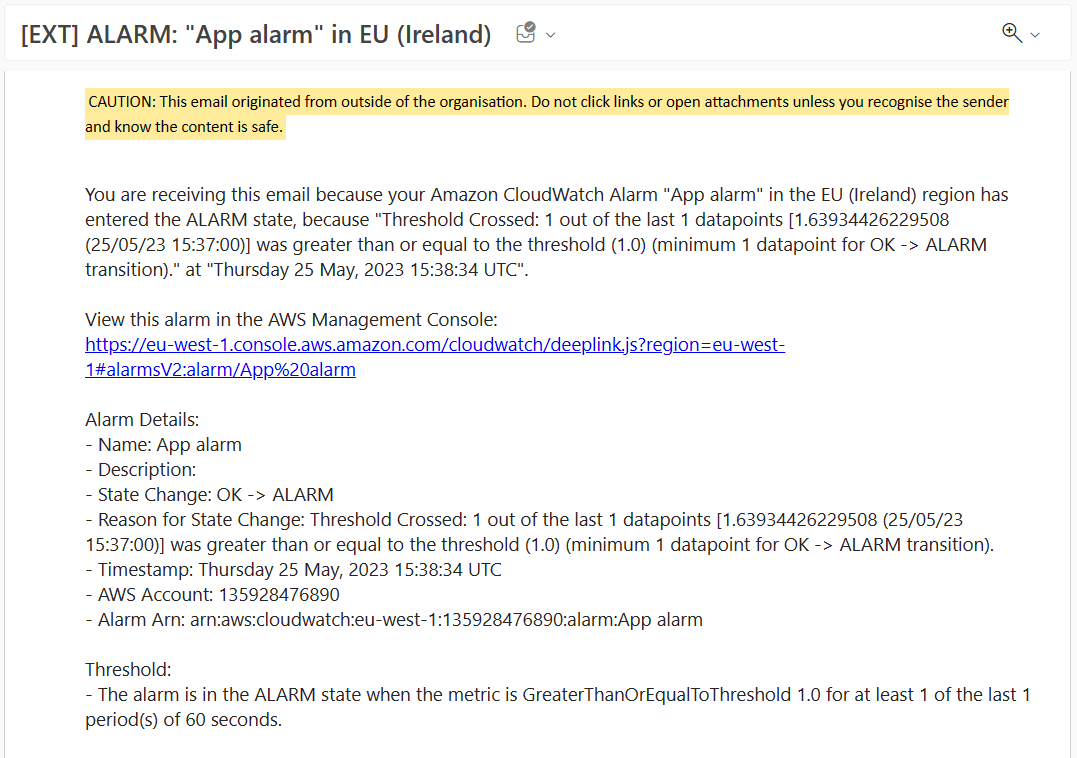 [EXT] ALARM: "App alarm" in EU (Ireland)
CAUTION: This email originated from outside of the organisation. Do not click links or open attachments unless you recognise the sender
and know the content is safe.
You are receiving this email because your Amazon CloudWatch Alarm "App alarm" in the EU (Ireland) region has
entered the ALARM state, because "Threshold Crossed: 1 out of the last 1 datapoints [1.63934426229508
(25/05/23 15:37:00)] was greater than or equal to the threshold (1.0) (minimum 1 datapoint for OK -> ALARM
transition)." at "Thursday 25 May, 2023 15:38:34 UTC".
View this alarm in the AWS Management Console:
https://eu-west-1.console.aws.amazon.com/cloudwatch/deeplink.js?region=eu-west-
1#alarmsV2:alarm/App%20alarm
Alarm Details:
- Name: App alarm
- Description:
- State Change: OK -> ALARM
- Reason for State Change: Threshold Crossed: 1 out of the last 1 datapoints [1.63934426229508 (25/05/23
15:37:00)] was greater than or equal to the threshold (1.0) (minimum 1 datapoint for OK -> ALARM transition).
- Timestamp: Thursday 25 May, 2023 15:38:34 UTC
- AWS Account: 135928476890
- Alarm Arn: arn:aws:cloudwatch:eu-west-1:135928476890:alarm:App alarm
Threshold:
- The alarm is in the ALARM state when the metric is GreaterThanOrEqualToThreshold 1.0 for at least 1 of the last 1
period(s) of 60 seconds.